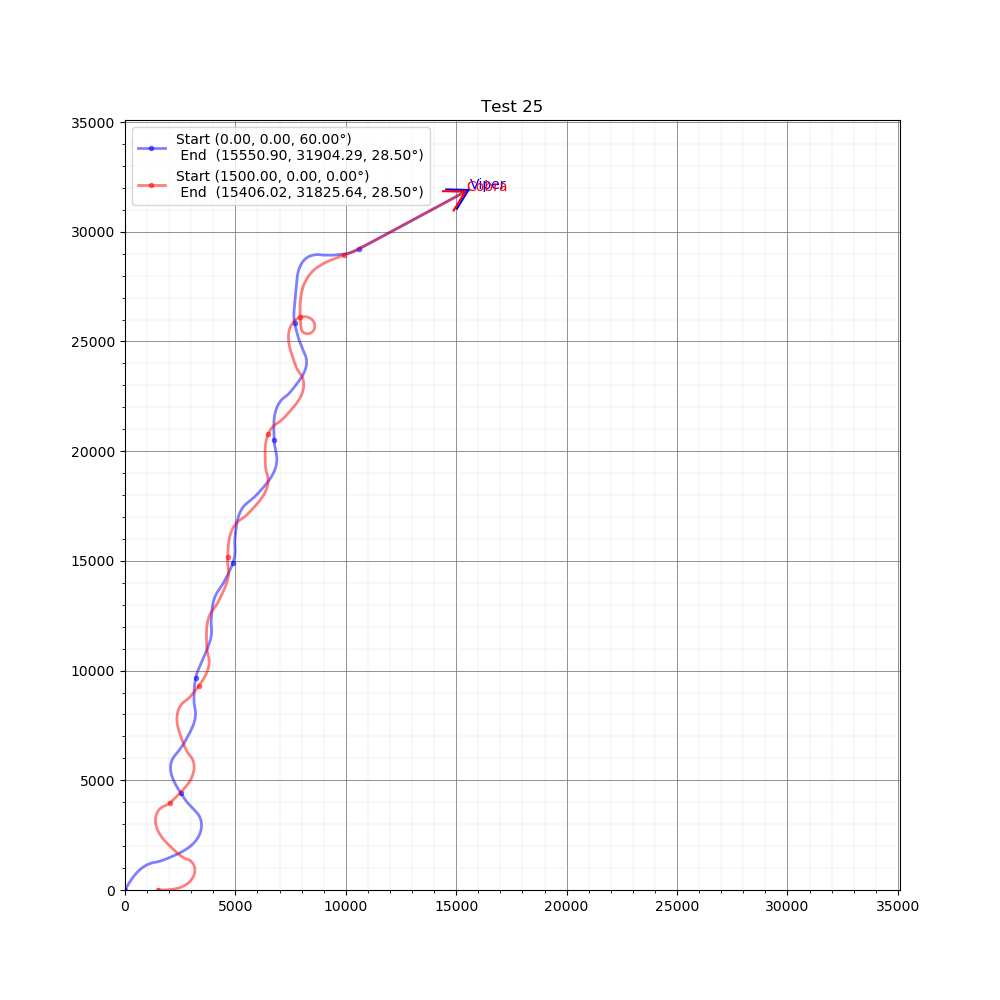 Test 25
Start (0.00, 0.00, 60.00°)
End (15550.90, 31904.29, 28.50°)
Start (1500.00, 0.00, 0.00°)
End (15406.02, 31825.64, 28.50°)
Viper
Cobra
35000
30000
25000
20000
15000
10000
5000
0
0 5000 10000 15000 20000 25000 30000 35000